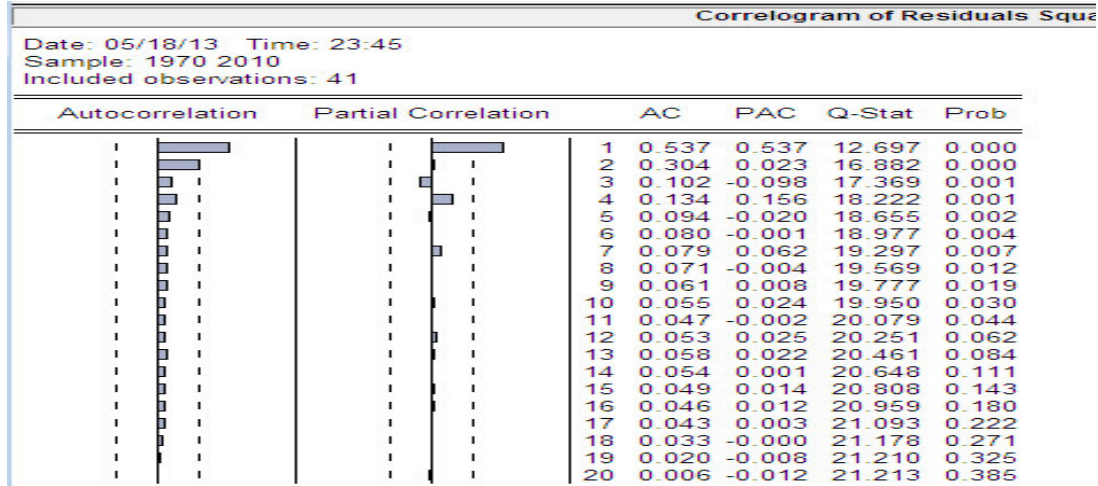 Correlogram of Residuals Squa
Date: 05/18/13 Time: 23:45
Sample: 1970 2010
Included observations: 41
Autocorrelation Partial Correlation AC PAC Q-Stat Prob
1 0.537 0.537 12.697 0.000
2 0.304 0.023 16.882 0.000
3 0.102 -0.098 17.369 0.001
4 0.134 0.156 18.222 0.001
5 0.094 -0.020 18.655 0.002
6 0.080 -0.001 18.977 0.004
7 0.079 0.062 19.297 0.007
8 0.071 -0.004 19.569 0.012
9 0.061 0.008 19.777 0.019
10 0.055 0.024 19.950 0.030
11 0.047 -0.002 20.079 0.044
12 0.053 0.025 20.251 0.062
13 0.058 0.022 20.461 0.084
14 0.054 0.001 20.648 0.111
15 0.049 0.014 20.808 0.143
16 0.046 0.012 20.959 0.180
17 0.043 0.003 21.093 0.222
18 0.033 -0.000 21.178 0.271
19 0.020 -0.008 21.210 0.325
20 0.006 -0.012 21.213 0.385